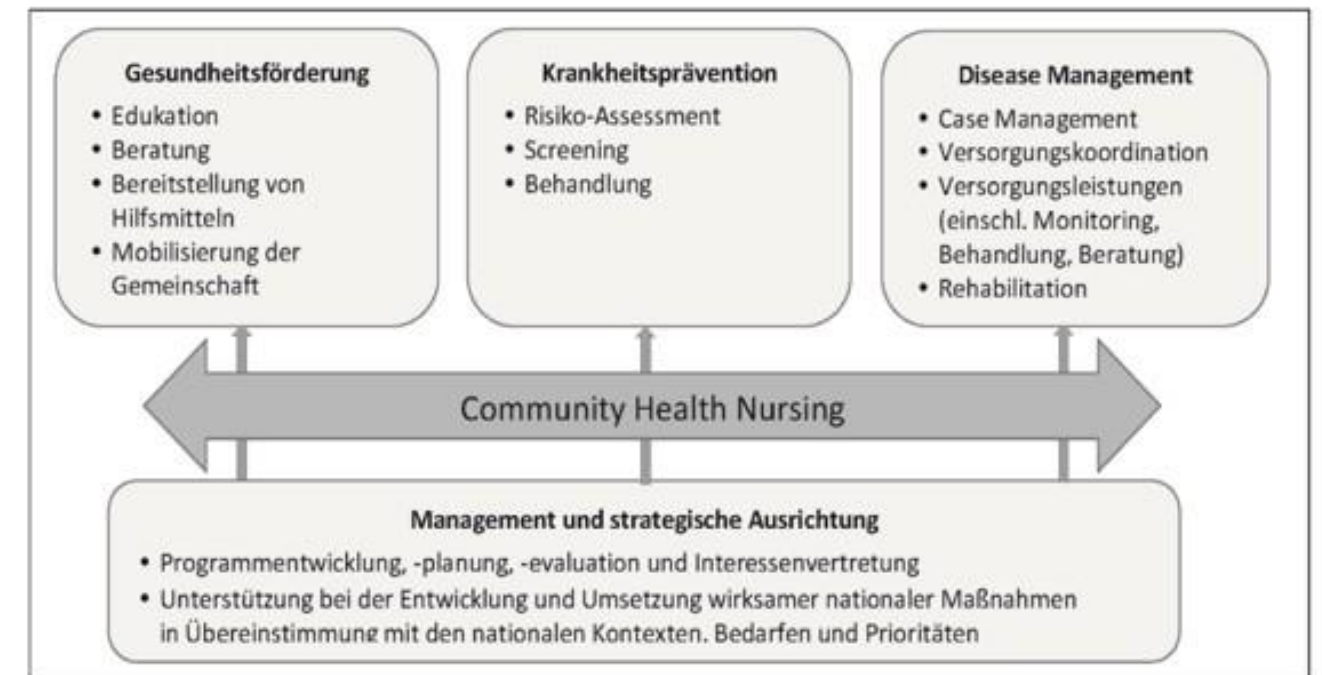 Gesundheitsförderung
• Edukation
• Beratung
• Bereitstellung von
Hilfsmitteln
• Mobilisierung der
Gemeinschaft
Krankheitsprävention
• Risiko-Assessment
• Screening
• Behandlung
Disease Management
• Case Management
• Versorgungskoordination
• Versorgungsleistungen
(einschl. Monitoring,
Behandlung, Beratung)
• Rehabilitation
Community Health Nursing
Management und strategische Ausrichtung
• Programmentwicklung, -planung, -evaluation und Interessenvertretung
• Unterstützung bei der Entwicklung und Umsetzung wirksamer nationaler Maßnahmen
in Übereinstimmung mit den nationalen Kontexten. Bedarfen und Prioritäten